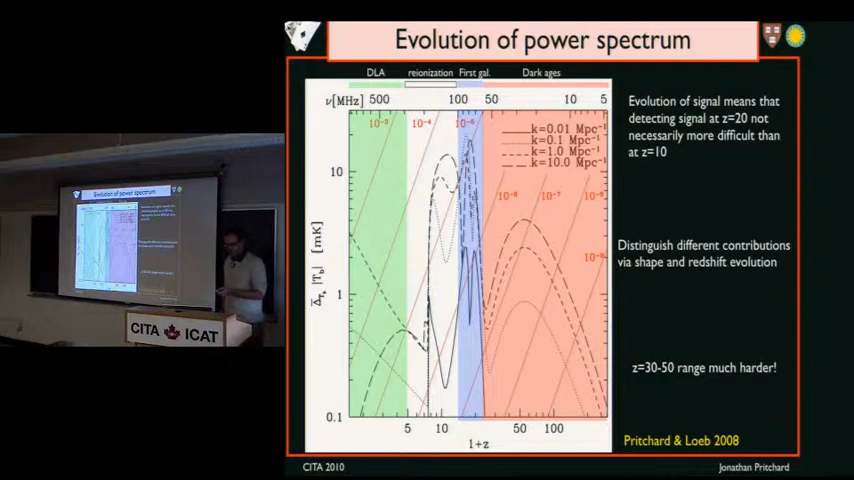 Evolution of power spectrum
DLA reionization First gal. Dark ages
ν[MHz] 500 100 50 10 5
10⁻³ 10⁻⁴ 10⁻⁵
k=0.01 Mpc⁻¹
k=0.1 Mpc⁻¹
k=1.0 Mpc⁻¹
k=10.0 Mpc⁻¹
10⁻⁶ 10⁻⁷ 10⁻⁸
10
1
0.1
[mK]
5 10 50 100
1+z
Evolution of signal means that
detecting signal at z=20 not
necessarily more difficult than
at z=10
Distinguish different contributions
via shape and redshift evolution
z=30-50 range much harder!
Pritchard & Loeb 2008
CITA 2010
Jonathan Pritchard
Evolution of power spectrum
CITA ICAT